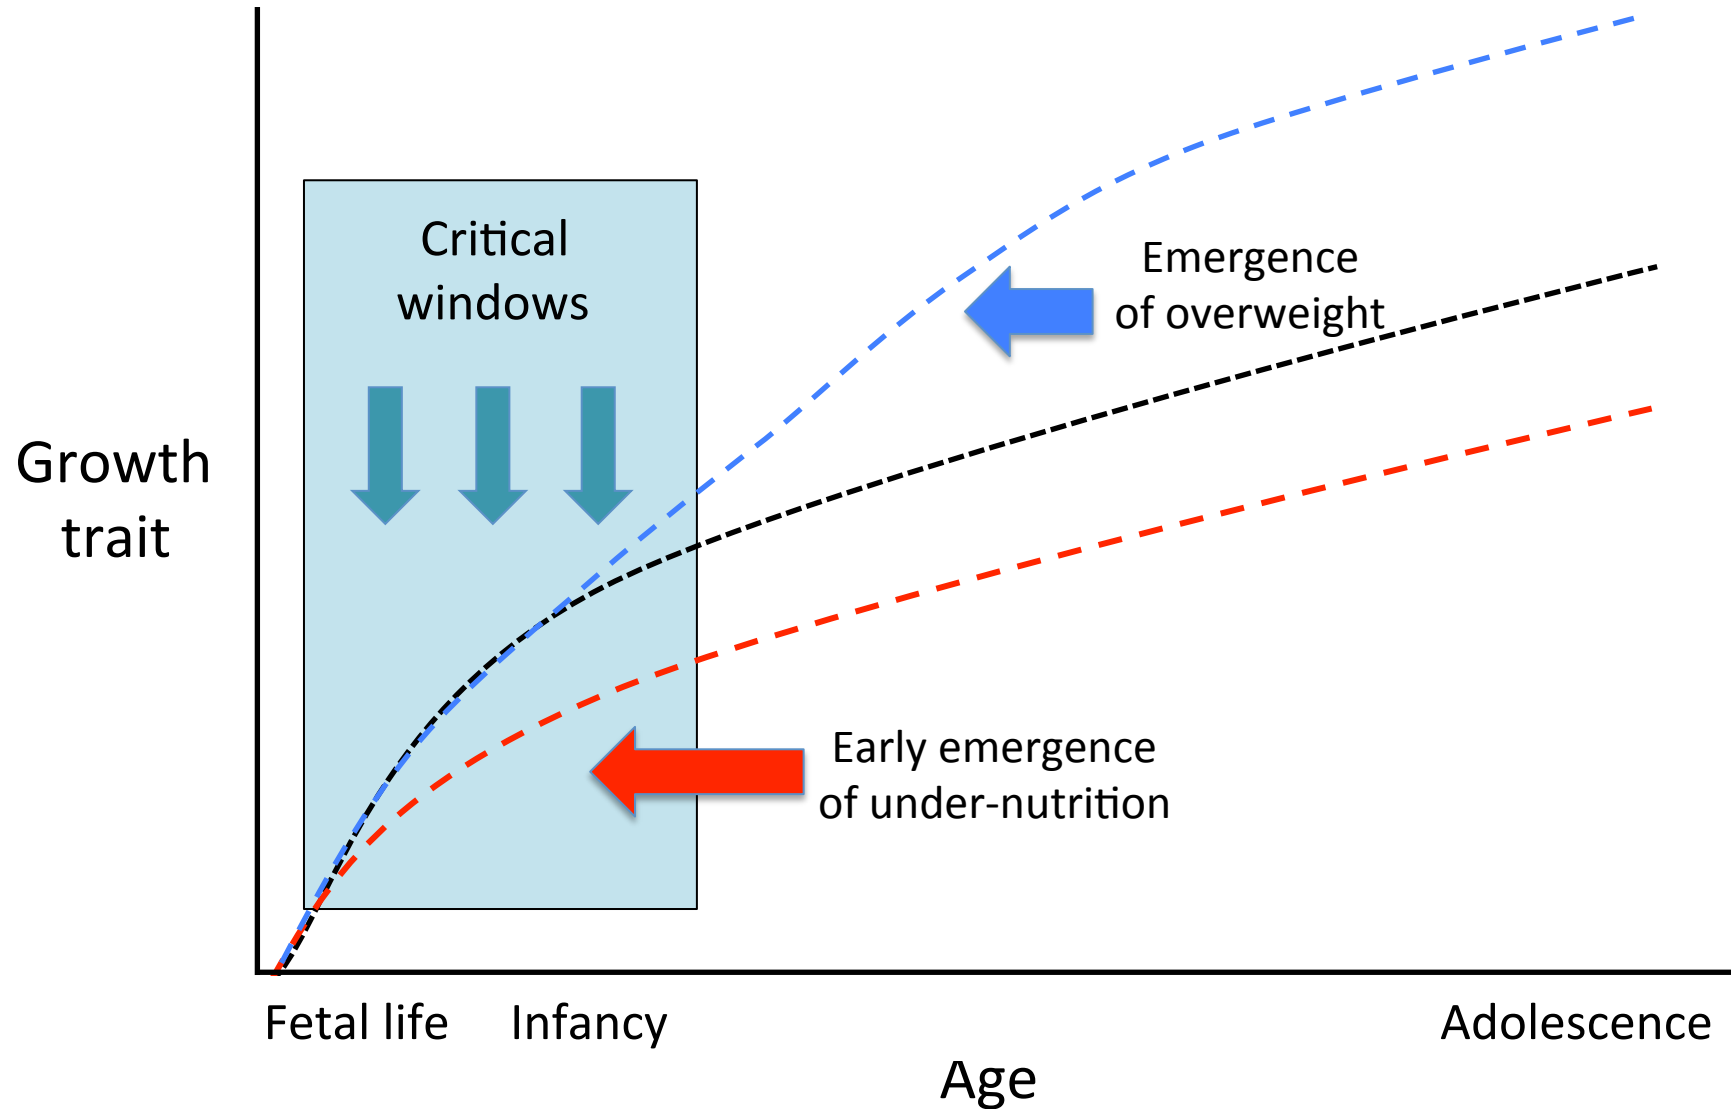 Critical
windows
Emergence
of overweight
Growth
trait
Early emergence
of under-nutrition
Fetal life
Infancy
Adolescence
Age